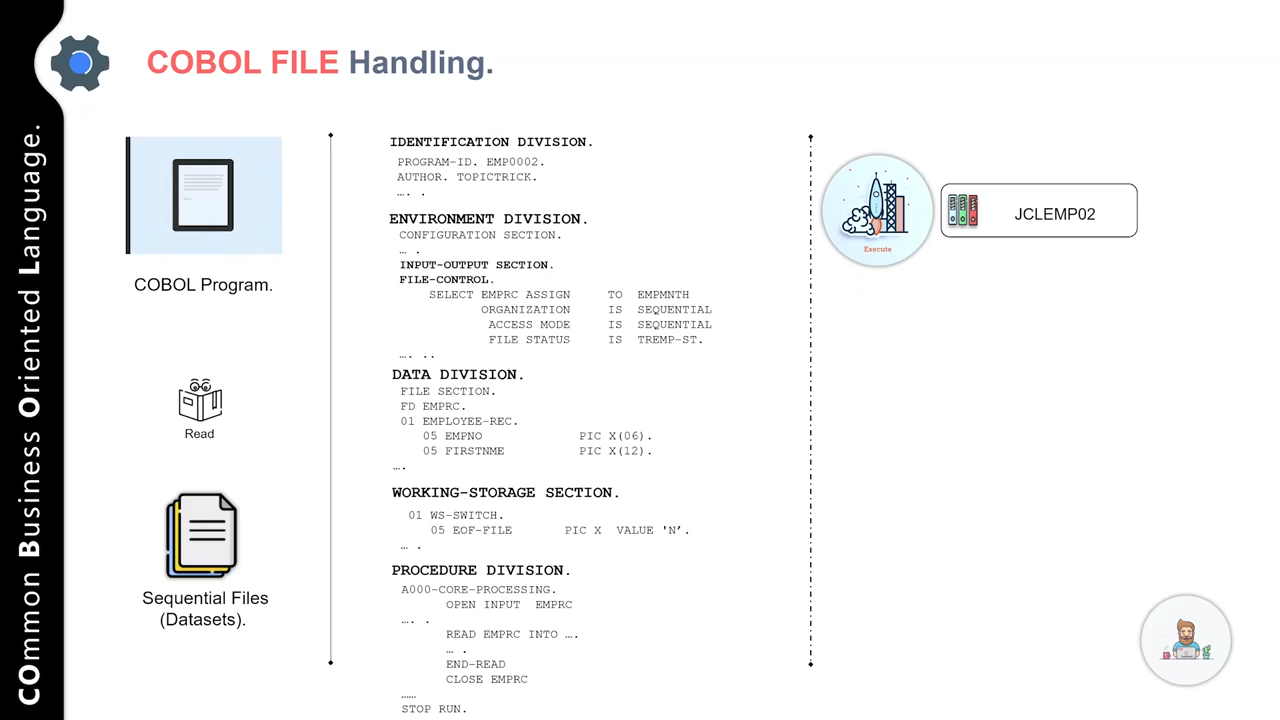 COBOL FILE Handling.
COmmon Business Oriented Language.
COBOL Program.
Read
Sequential Files
(Datasets).
IDENTIFICATION DIVISION.
PROGRAM-ID. EMP0002.
AUTHOR. TOPICTRICK.
…. .
ENVIRONMENT DIVISION.
CONFIGURATION SECTION.
… .
INPUT-OUTPUT SECTION.
FILE-CONTROL.
SELECT EMPRC ASSIGN TO EMPMNTH
ORGANIZATION IS SEQUENTIAL
ACCESS MODE IS SEQUENTIAL
FILE STATUS IS TREMP-ST.
…. ..
DATA DIVISION.
FILE SECTION.
FD EMPRC.
01 EMPLOYEE-REC.
05 EMPNO PIC X(06).
05 FIRSTNME PIC X(12).
….
WORKING-STORAGE SECTION.
01 WS-SWITCH.
05 EOF-FILE PIC X VALUE 'N’.
… .
PROCEDURE DIVISION.
A000-CORE-PROCESSING.
OPEN INPUT EMPRC
…. .
READ EMPRC INTO ….
… .
END-READ
CLOSE EMPRC
……
STOP RUN.
Execute
JCLEMP02